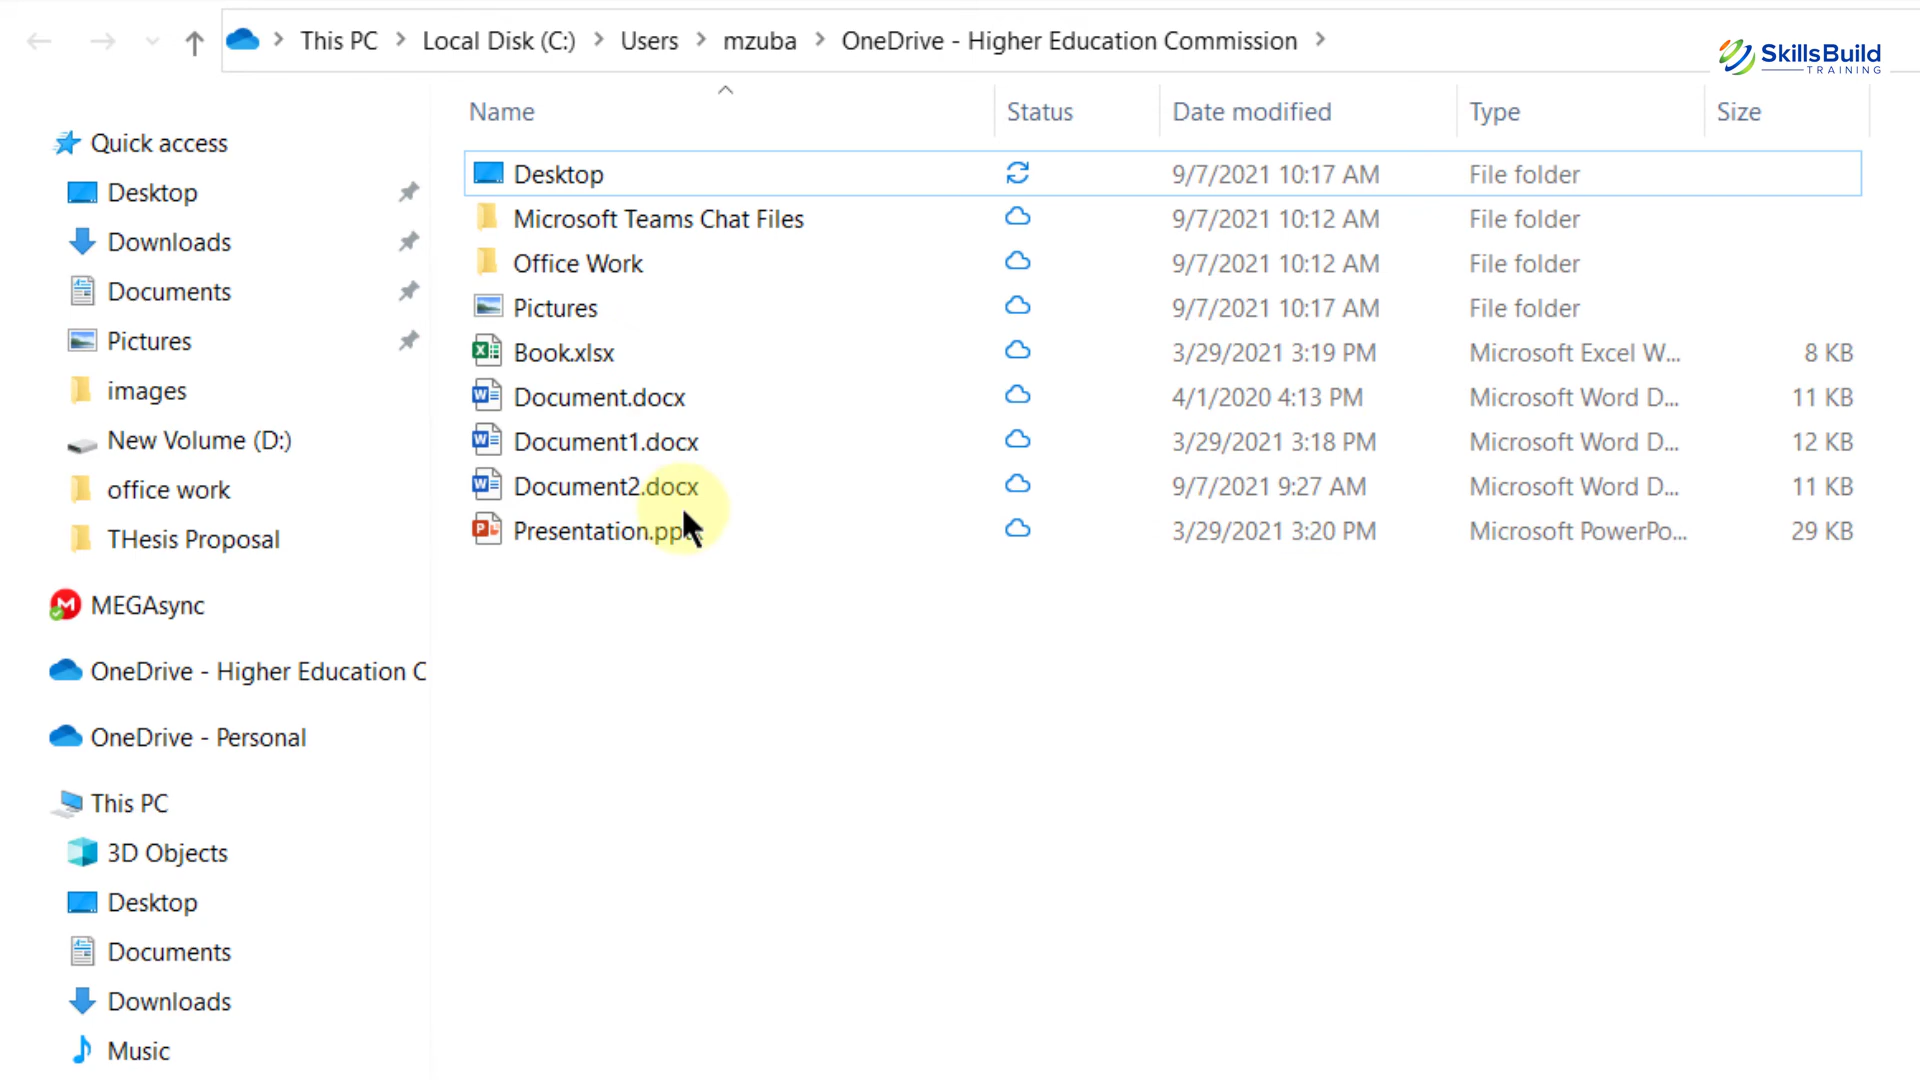 This PC > Local Disk (C:) > Users > mzuba > OneDrive - Higher Education Commission >
SkillsBuild
TRAINING
Name Status Date modified Type Size
Quick access
Desktop
Downloads
Documents
Pictures
images
New Volume (D:)
office work
THesis Proposal
MEGAsync
OneDrive - Higher Education C
OneDrive - Personal
This PC
3D Objects
Desktop
Documents
Downloads
Music
Desktop 9/7/2021 10:17 AM File folder
Microsoft Teams Chat Files 9/7/2021 10:12 AM File folder
Office Work 9/7/2021 10:12 AM File folder
Pictures 9/7/2021 10:17 AM File folder
Book.xlsx 3/29/2021 3:19 PM Microsoft Excel W... 8 KB
Document.docx 4/1/2020 4:13 PM Microsoft Word D... 11 KB
Document1.docx 3/29/2021 3:18 PM Microsoft Word D... 12 KB
Document2.docx 9/7/2021 9:27 AM Microsoft Word D... 11 KB
3/29/2021 3:20 PM Microsoft PowerPo... 29 KB